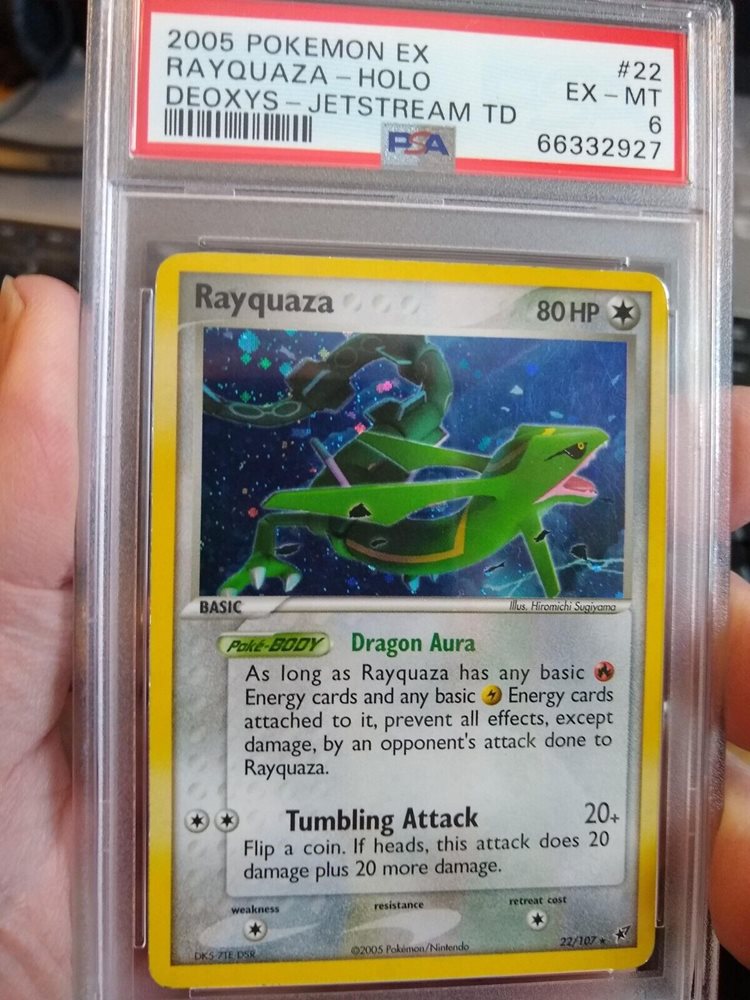 2005 POKEMON EX #22
RAYQUAZA - HOLO EX - MT
DEOXYS - JETSTREAM TD 6
PSA 66332927
Rayquaza 80 HP
BASIC Illus. Hiromichi Sugiyama
Poké-BODY Dragon Aura
As long as Rayquaza has any basic
Energy cards and any basic Energy cards
attached to it, prevent all effects, except
damage, by an opponent's attack done to
Rayquaza.
Tumbling Attack 20+
Flip a coin. If heads, this attack does 20
damage plus 20 more damage.
weakness resistance retreat cost
DKS 7TE DSR ©2005 Pokémon/Nintendo 22/107 ★